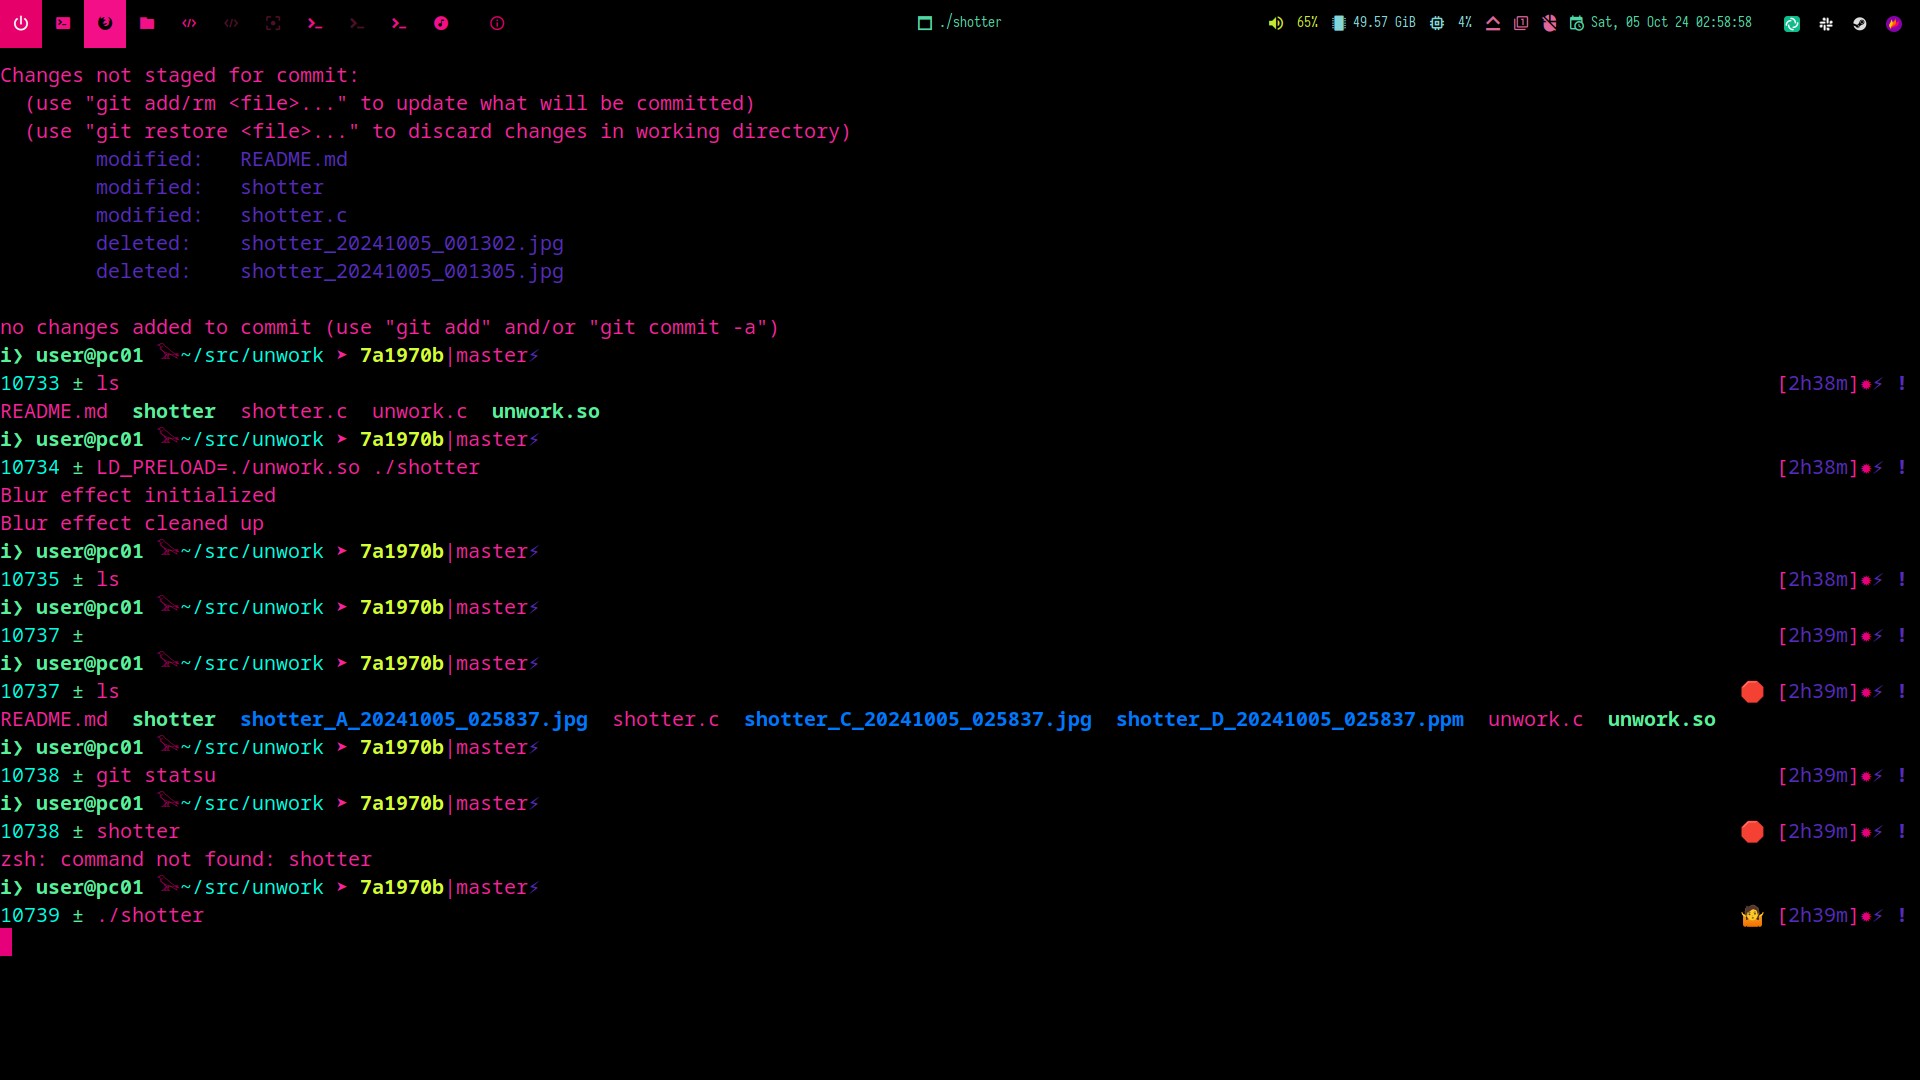 ./shotter 65% 49.57 GiB 4% Sat, 05 Oct 24 02:58:58
Changes not staged for commit:
(use "git add/rm <file>..." to update what will be committed)
(use "git restore <file>..." to discard changes in working directory)
modified: README.md
modified: shotter
modified: shotter.c
deleted: shotter_20241005_001302.jpg
deleted: shotter_20241005_001305.jpg
no changes added to commit (use "git add" and/or "git commit -a")
i❯ user@pc01 ~/src/unwork ➤ 7a1970b|master⚡
10733 ± ls [2h38m]✹⚡ !
README.md shotter shotter.c unwork.c unwork.so
i❯ user@pc01 ~/src/unwork ➤ 7a1970b|master⚡
10734 ± LD_PRELOAD=./unwork.so ./shotter [2h38m]✹⚡ !
Blur effect initialized
Blur effect cleaned up
i❯ user@pc01 ~/src/unwork ➤ 7a1970b|master⚡
10735 ± ls [2h38m]✹⚡ !
i❯ user@pc01 ~/src/unwork ➤ 7a1970b|master⚡
10737 ± [2h39m]✹⚡ !
i❯ user@pc01 ~/src/unwork ➤ 7a1970b|master⚡
10737 ± ls 🛑 [2h39m]✹⚡ !
README.md shotter shotter_A_20241005_025837.jpg shotter.c shotter_C_20241005_025837.jpg shotter_D_20241005_025837.ppm unwork.c unwork.so
i❯ user@pc01 ~/src/unwork ➤ 7a1970b|master⚡
10738 ± git statsu [2h39m]✹⚡ !
i❯ user@pc01 ~/src/unwork ➤ 7a1970b|master⚡
10738 ± shotter 🛑 [2h39m]✹⚡ !
zsh: command not found: shotter
i❯ user@pc01 ~/src/unwork ➤ 7a1970b|master⚡
10739 ± ./shotter 🤷 [2h39m]✹⚡ !